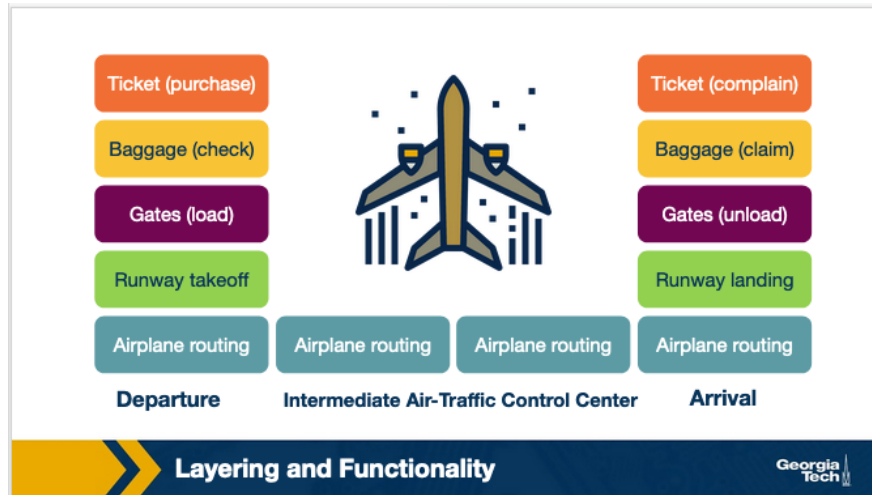 Ticket (purchase)
Ticket (complain)
Baggage (check)
Baggage (claim)
Gates (load)
Gates (unload)
Runway takeoff
Runway landing
Airplane routing
Airplane routing
Airplane routing
Airplane routing
Departure
Intermediate Air-Traffic Control Center
Arrival
Layering and Functionality
Georgia
Tech